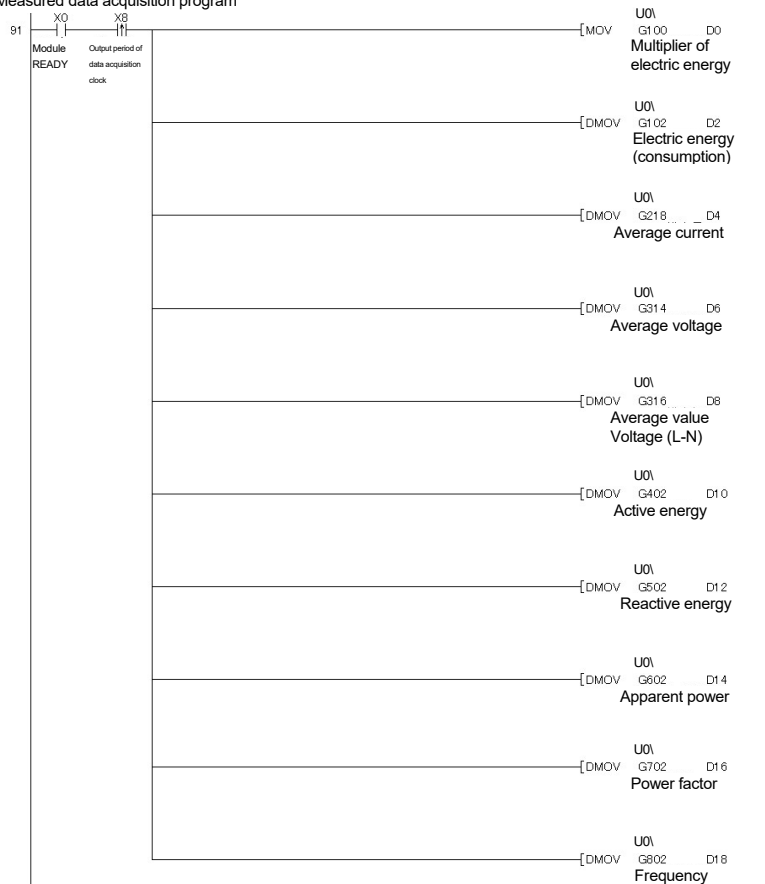 Measured data acquisition program
X0 X8
91
Module READY
Output period of data acquisition clock
U0\
[MOV G100 D0
Multiplier of
electric energy
U0\
[DMOV G102 D2
Electric energy
(consumption)
U0\
[DMOV G218 D4
Average current
U0\
[DMOV G314 D6
Average voltage
U0\
[DMOV G316 D8
Average value
Voltage (L-N)
U0\
[DMOV G402 D10
Active energy
U0\
[DMOV G502 D12
Reactive energy
U0\
[DMOV G602 D14
Apparent power
U0\
[DMOV G702 D16
Power factor
U0\
[DMOV G802 D18
Frequency